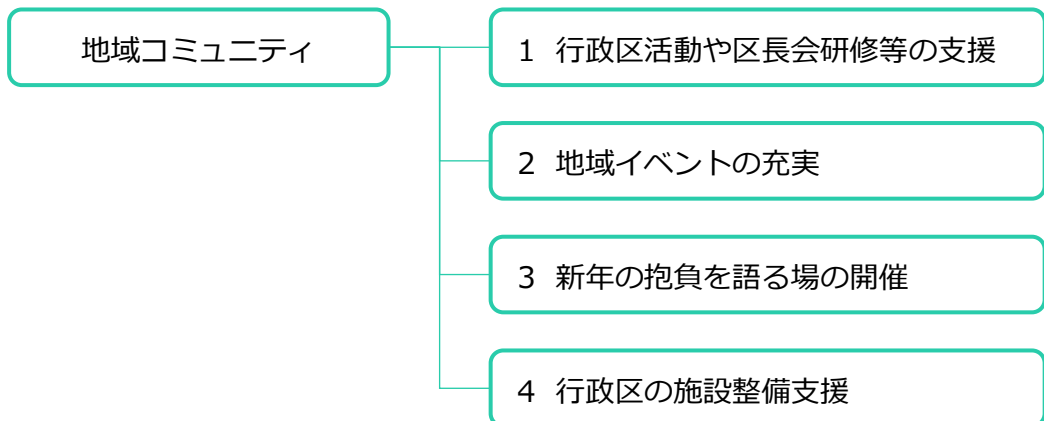 地域コミュニティ
1 行政区活動や区長会研修等の支援
2 地域イベントの充実
3 新年の抱負を語る場の開催
4 行政区の施設整備支援